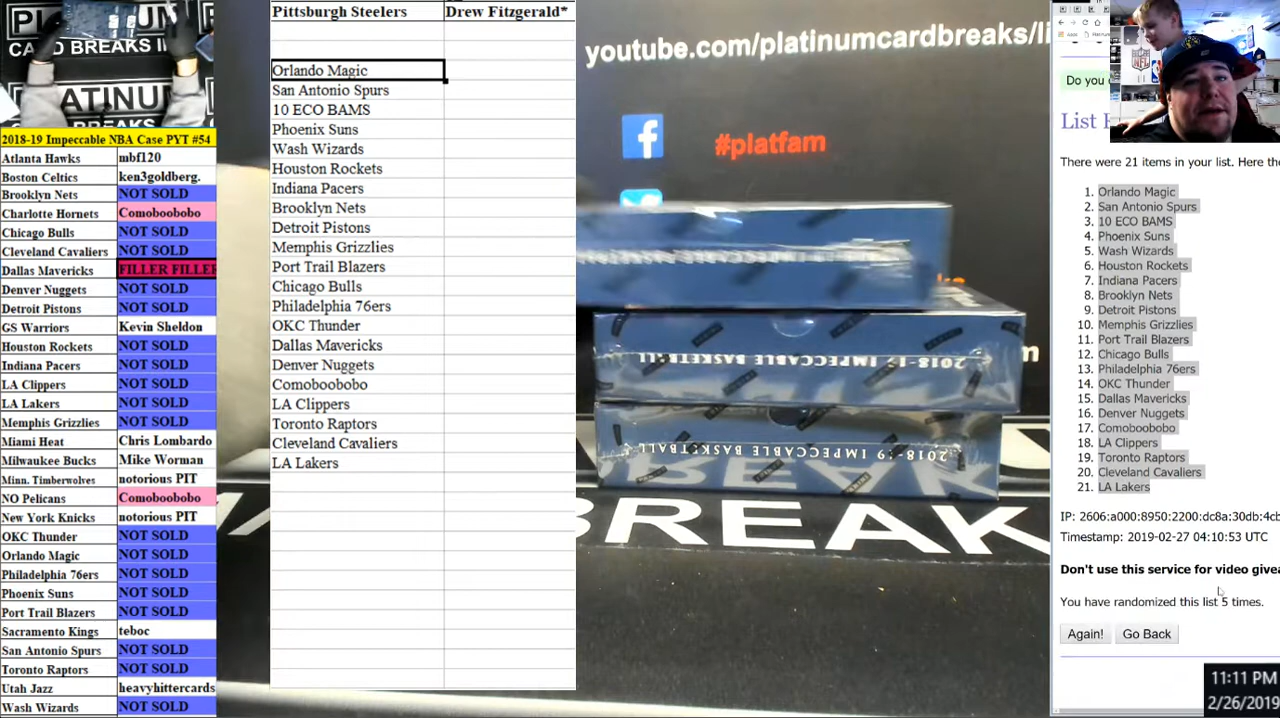 CARD BREAKS IN
PLATINUM
2018-19 Impeccable NBA Case PYT #54
Atlanta Hawks mbf120
Boston Celtics ken3goldberg.
Brooklyn Nets NOT SOLD
Charlotte Hornets Comoboobobo
Chicago Bulls NOT SOLD
Cleveland Cavaliers NOT SOLD
Dallas Mavericks FILLER FILLER
Denver Nuggets NOT SOLD
Detroit Pistons NOT SOLD
GS Warriors Kevin Sheldon
Houston Rockets NOT SOLD
Indiana Pacers NOT SOLD
LA Clippers NOT SOLD
LA Lakers NOT SOLD
Memphis Grizzlies NOT SOLD
Miami Heat Chris Lombardo
Milwaukee Bucks Mike Worman
Minn. Timberwolves notorious PIT
NO Pelicans Comoboobobo
New York Knicks notorious PIT
OKC Thunder NOT SOLD
Orlando Magic NOT SOLD
Philadelphia 76ers NOT SOLD
Phoenix Suns NOT SOLD
Port Trail Blazers NOT SOLD
Sacramento Kings teboc
San Antonio Spurs NOT SOLD
Toronto Raptors NOT SOLD
Utah Jazz heavyhittercards
Wash Wizards NOT SOLD
Pittsburgh Steelers Drew Fitzgerald*
Orlando Magic
San Antonio Spurs
10 ECO BAMS
Phoenix Suns
Wash Wizards
Houston Rockets
Indiana Pacers
Brooklyn Nets
Detroit Pistons
Memphis Grizzlies
Port Trail Blazers
Chicago Bulls
Philadelphia 76ers
OKC Thunder
Dallas Mavericks
Denver Nuggets
Comoboobobo
LA Clippers
Toronto Raptors
Cleveland Cavaliers
LA Lakers
youtube.com/platinumcardbreaks/li
#platfam
2018-19 IMPECCABLE BASKETBALL
2018-19 IMPECCABLE BASKETBALL
BREAK
BREAK
Do you
List
There were 21 items in your list. Here the
1. Orlando Magic
2. San Antonio Spurs
3. 10 ECO BAMS
4. Phoenix Suns
5. Wash Wizards
6. Houston Rockets
7. Indiana Pacers
8. Brooklyn Nets
9. Detroit Pistons
10. Memphis Grizzlies
11. Port Trail Blazers
12. Chicago Bulls
13. Philadelphia 76ers
14. OKC Thunder
15. Dallas Mavericks
16. Denver Nuggets
17. Comoboobobo
18. LA Clippers
19. Toronto Raptors
20. Cleveland Cavaliers
21. LA Lakers
IP: 2606:a000:8950:2200:dc8a:30db:4cb
Timestamp: 2019-02-27 04:10:53 UTC
Don't use this service for video givea
You have randomized this list 5 times.
Again! Go Back
11:11 PM
2/26/2019